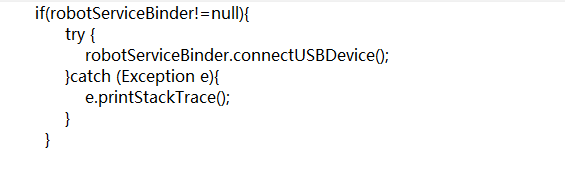 if(robotServiceBinder!=null){
try {
robotServiceBinder.connectUSBDevice();
}catch (Exception e){
e.printStackTrace();
}
}